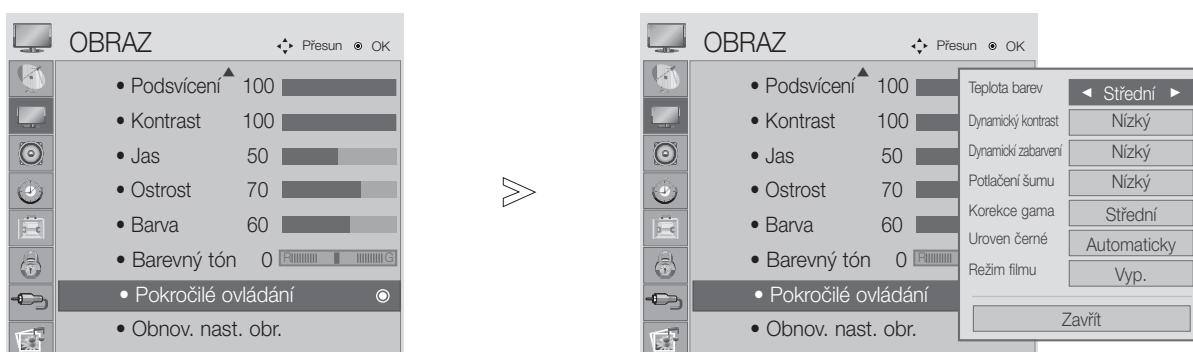 OBRAZ Přesun OK
• Podsvícení 100
• Kontrast 100
• Jas 50
• Ostrost 70
• Barva 60
• Barevný tón 0 R G
• Pokročilé ovládání
• Obnov. nast. obr.
OBRAZ Přesun OK
• Podsvícení 100
• Kontrast 100
• Jas 50
• Ostrost 70
• Barva 60
• Barevný tón 0 R
• Pokročilé ovládání
• Obnov. nast. obr.
Teplota barev ◄ Střední ►
Dynamický kontrast Nízký
Dynamickí zabarvení Nízký
Potlačení šumu Nízký
Korekce gama Střední
Uroven černé Automaticky
Režim filmu Vyp.
Zavřít